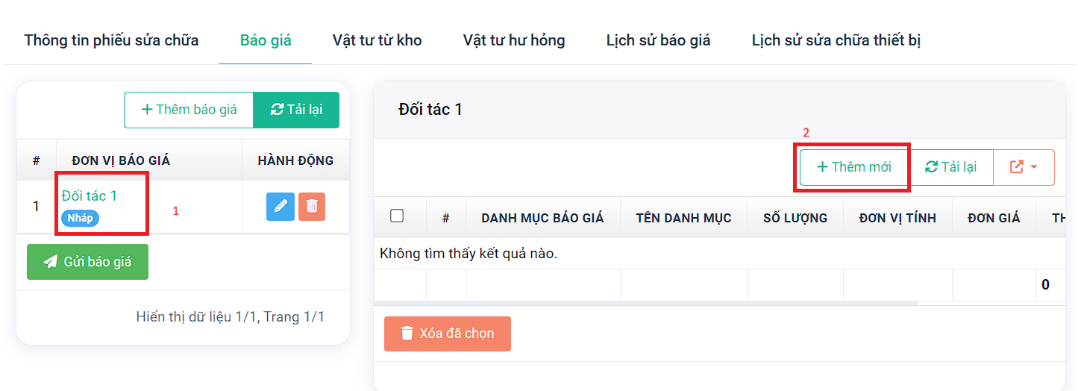 Thông tin phiếu sửa chữa Báo giá Vật tư từ kho Vật tư hư hỏng Lịch sử báo giá Lịch sử sửa chữa thiết bị
+ Thêm báo giá Tải lại
# ĐƠN VỊ BÁO GIÁ HÀNH ĐỘNG
1 Đối tác 1
Nháp
1
Gửi báo giá
Hiển thị dữ liệu 1/1, Trang 1/1
Đối tác 1
2
+ Thêm mới Tải lại
# DANH MỤC BÁO GIÁ TÊN DANH MỤC SỐ LƯỢNG ĐƠN VỊ TÍNH ĐƠN GIÁ TH
Không tìm thấy kết quả nào.
0
Xóa đã chọn